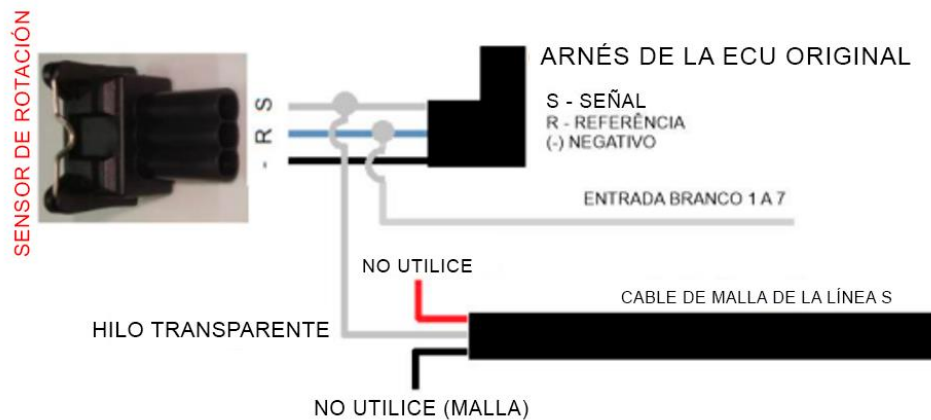 SENSOR DE ROTACIÓN
S
R
-
ARNÉS DE LA ECU ORIGINAL
S - SEÑAL
R - REFERÊNCIA
(-) NEGATIVO
ENTRADA BRANCO 1 A 7
NO UTILICE
CABLE DE MALLA DE LA LÍNEA S
HILO TRANSPARENTE
NO UTILICE (MALLA)